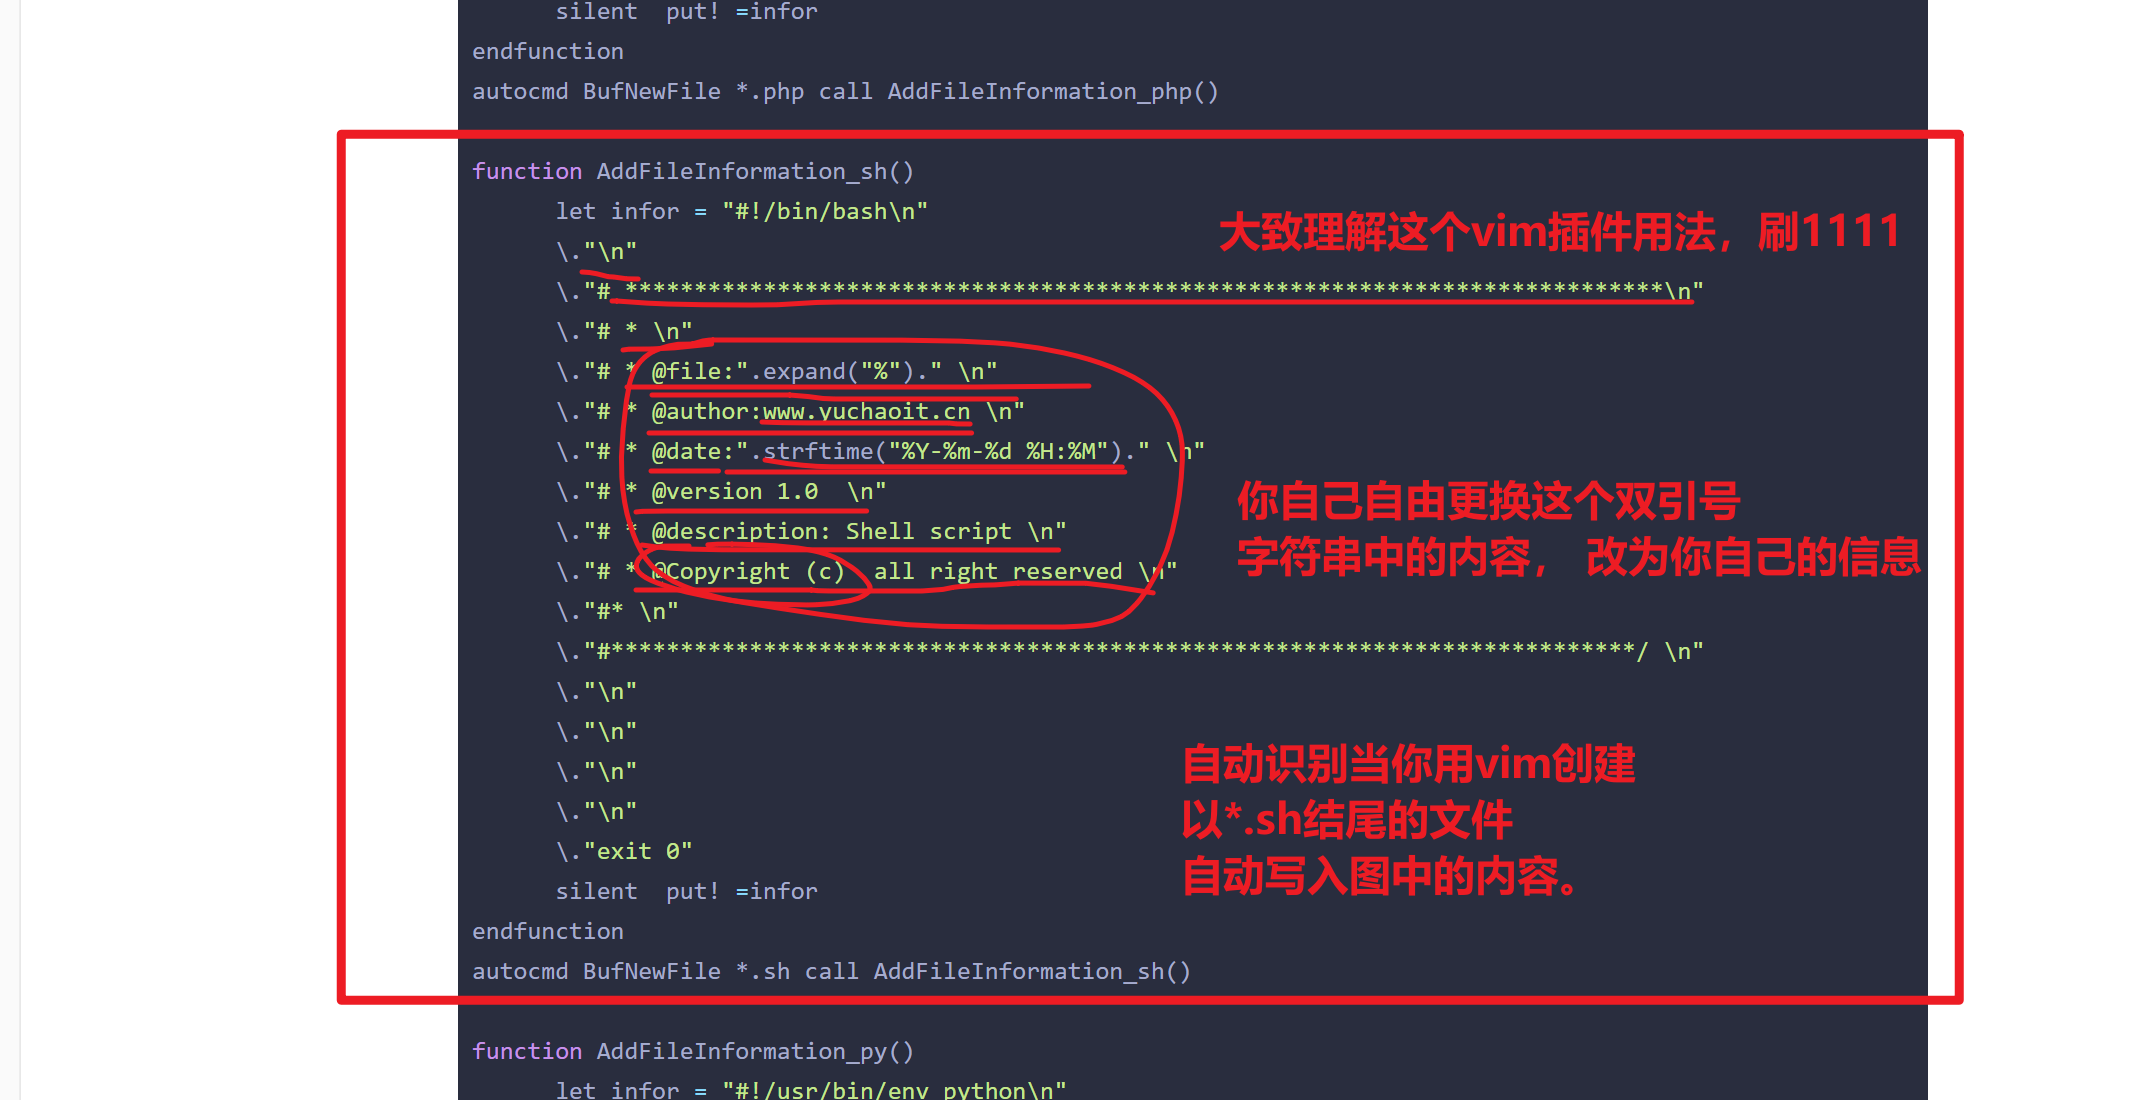 silent  put! =infor
endfunction
autocmd BufNewFile *.php call AddFileInformation_php()
function AddFileInformation_sh()
let infor = "#!/bin/bash\n"
大致理解这个vim插件用法，刷1111
\."\n"
\."# ***************************************************************************\n"
\."# * \n"
\."# * @file:".expand("%")." \n"
\."# * @author:www.yuchaoit.cn \n"
\."# * @date:".strftime("%Y-%m-%d %H:%M")." \n"
\."# * @version 1.0  \n"
你自己自由更换这个双引号
\."# * @description: Shell script \n"
字符串中的内容， 改为你自己的信息
\."# * @Copyright (c)  all right reserved \n"
\."#* \n"
\."#**************************************************************************/ \n"
\."\n"
\."\n"
自动识别当你用vim创建
\."\n"
\."\n"
以*.sh结尾的文件
\."exit 0"
自动写入图中的内容。
silent  put! =infor
endfunction
autocmd BufNewFile *.sh call AddFileInformation_sh()
function AddFileInformation_py()
let infor = "#!/usr/bin/env python\n"